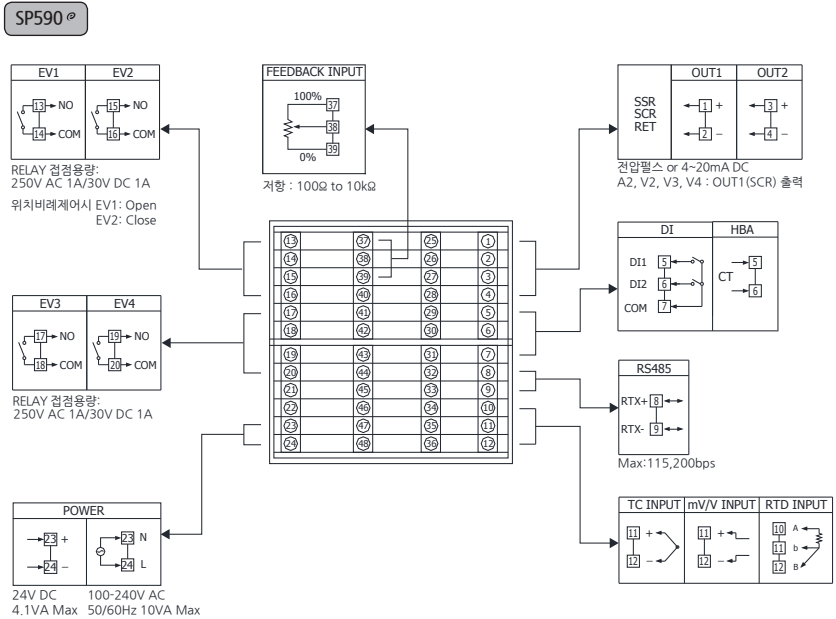 SP590
EV1 EV2
13 NO 15 NO
14 COM 16 COM
RELAY 접점용량:
250V AC 1A/30V DC 1A
위치비례제어시 EV1: Open
EV2: Close
FEEDBACK INPUT
100% 37
38
0% 39
저항 : 100Ω to 10kΩ
OUT1 OUT2
SSR
SCR
RET
1 + 3 +
2 − 4 −
전압펄스 or 4~20mA DC
A2, V2, V3, V4 : OUT1(SCR) 출력
13 37 25 1
14 38 26 2
15 39 27 3
16 40 28 4
17 41 29 5
18 42 30 6
19 43 31 7
20 44 32 8
21 45 33 9
22 46 34 10
23 47 35 11
24 48 36 12
DI HBA
DI1 5
DI2 6
COM 7
CT 5
6
EV3 EV4
17 NO 19 NO
18 COM 20 COM
RELAY 접점용량:
250V AC 1A/30V DC 1A
RS485
RTX+ 8
RTX- 9
Max:115,200bps
POWER
23 + 23 N
24 − 24 L
24V DC 100-240V AC
4.1VA Max 50/60Hz 10VA Max
TC INPUT mV/V INPUT RTD INPUT
11 + 11 + 10 A
11 b
12 − 12 − 12 B